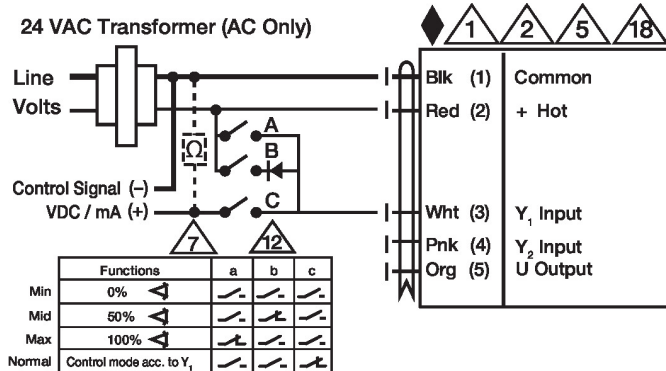 24 VAC Transformer (AC Only)
1 2 5 18
Line
Volts
Blk (1) Common
Red (2) + Hot
A
B
C
Ω
Control Signal (–)
VDC / mA (+)
Wht (3) Y₁ Input
Pnk (4) Y₂ Input
Org (5) U Output
7 12
Functions a b c
Min 0%
Mid 50%
Max 100%
Normal Control mode acc. to Y₁